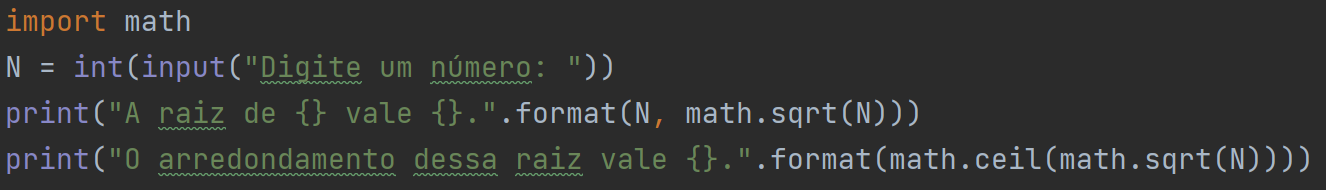 import math
N = int(input("Digite um número: "))
print("A raiz de {} vale {}.".format(N, math.sqrt(N)))
print("O arredondamento dessa raiz vale {}.".format(math.ceil(math.sqrt(N))))